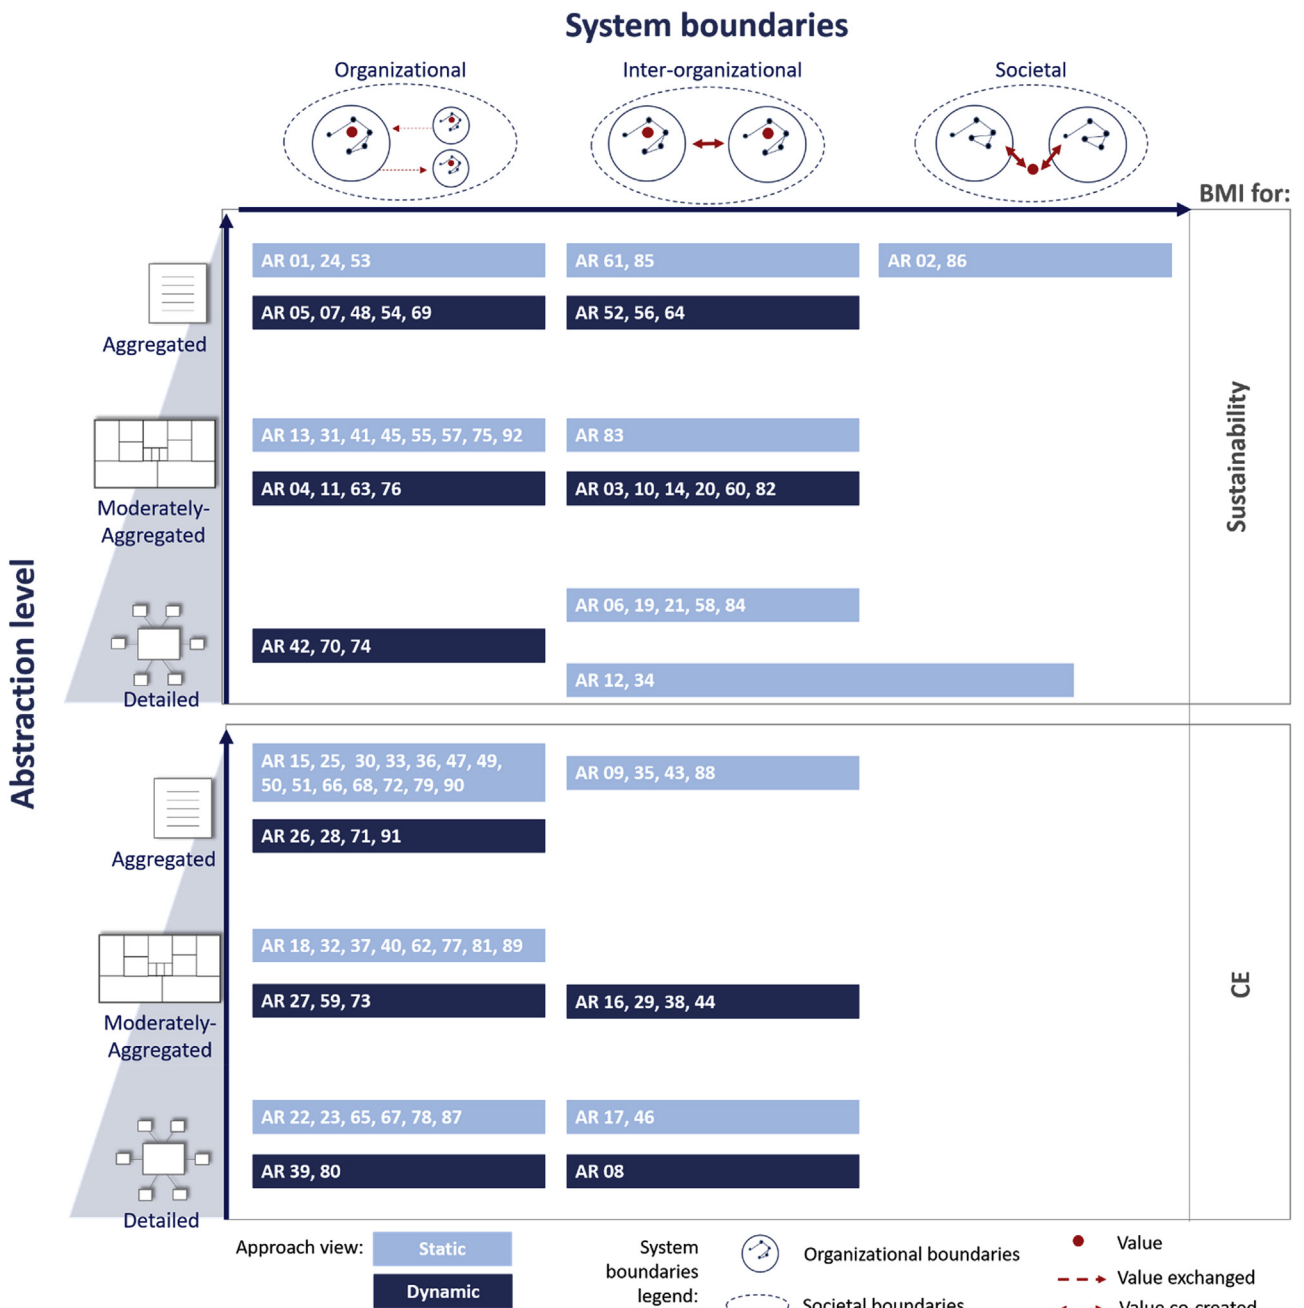 System boundaries
Organizational
Inter-organizational
Societal
BMI for:
AR 01, 24, 53
AR 61, 85
AR 02, 86
AR 05, 07, 48, 54, 69
AR 52, 56, 64
Aggregated
AR 13, 31, 41, 45, 55, 57, 75, 92
AR 83
AR 04, 11, 63, 76
AR 03, 10, 14, 20, 60, 82
Moderately-
Aggregated
Sustainability
Abstraction level
AR 06, 19, 21, 58, 84
AR 42, 70, 74
AR 12, 34
Detailed
AR 15, 25, 30, 33, 36, 47, 49,
50, 51, 66, 68, 72, 79, 90
AR 09, 35, 43, 88
AR 26, 28, 71, 91
Aggregated
AR 18, 32, 37, 40, 62, 77, 81, 89
AR 27, 59, 73
AR 16, 29, 38, 44
Moderately-
Aggregated
CE
AR 22, 23, 65, 67, 78, 87
AR 17, 46
AR 39, 80
AR 08
Detailed
Approach view:
Static
Dynamic
System
boundaries
legend:
Organizational boundaries
Societal boundaries
Value
Value exchanged
Value co-created